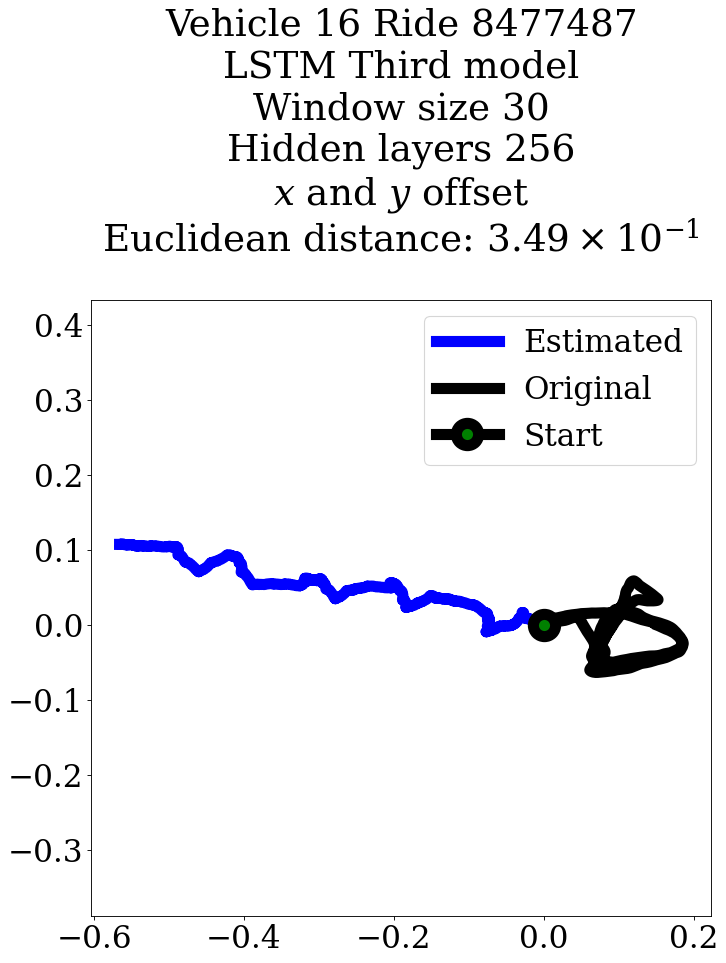 Vehicle 16 Ride 8477487
LSTM Third model
Window size 30
Hidden layers 256
x and y offset
Euclidean distance: 3.49 × 10⁻¹
Estimated
Original
Start
0.4
0.3
0.2
0.1
0.0
−0.1
−0.2
−0.3
−0.6 −0.4 −0.2 0.0 0.2